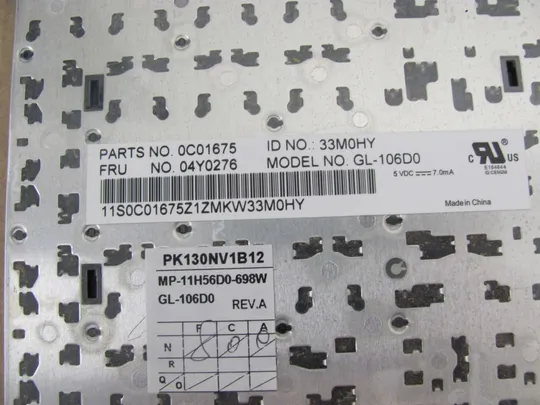 PARTS NO. 0C01675 ID NO.: 33M0HY
FRU NO. 04Y0276 MODEL NO. GL-106D0
C US
5 VDC 7.0mA
11S0C01675Z1ZMKW33M0HY
Made in China
PK130NV1B12
MP-11H56D0-698W
GL-106D0 REV.A
F C A
N
R
Q Q